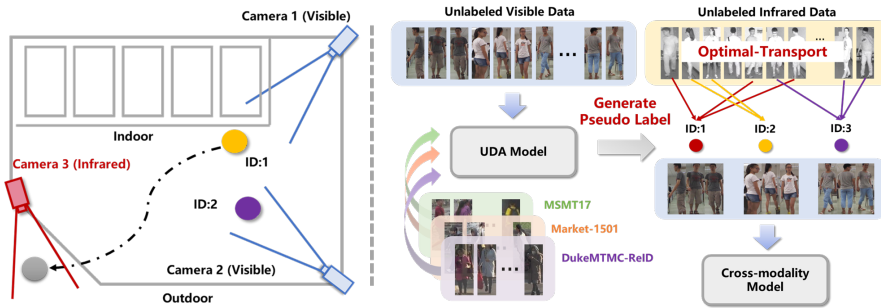 Camera 1 (Visible)
Indoor
Camera 3 (Infrared)
ID:1
ID:2
Camera 2 (Visible)
Outdoor
Unlabeled Visible Data
...
UDA Model
MSMT17
Market-1501
DukeMTMC-ReID
...
Generate
Pseudo Label
Unlabeled Infrared Data
...
Optimal-Transport
ID:1
ID:2
ID:3
Cross-modality
Model